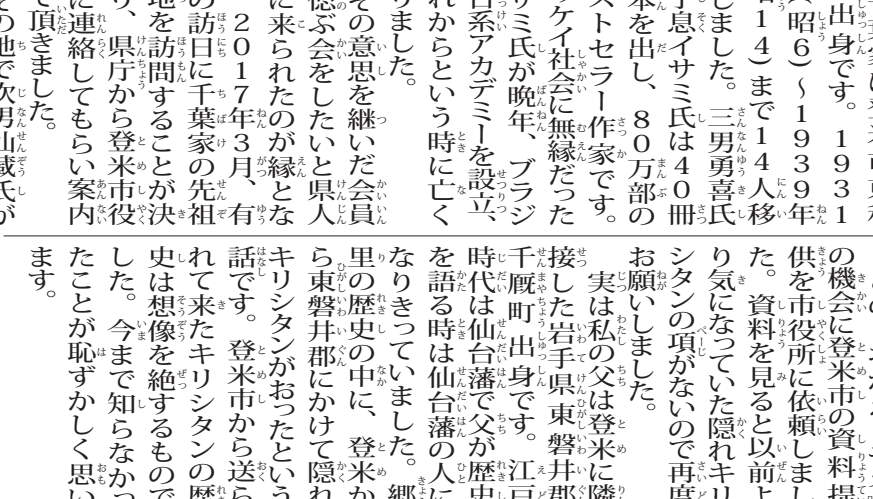 出身です。1931
(昭6)～1939年
14)まで14人移
しました。三男勇喜氏
子息イサミ氏は40冊
本を出し、80万部の
ストセラー作家です。
ッケイ社会に無縁だった
サミ氏が晩年、ブラジ
日系アカデミーを設立、
れからという時に亡く
りました。
その意思を継いだ会員
偲ぶ会をしたいと県人
に来られたのが縁とな
2017年3月、有
の訪日に千葉家の先祖
地を訪問することが決
り、県庁から登米市役
に連絡してもらい案内
て頂きました。
その地で次男山蔵氏が
の機会に登米市の資料提
供を市役所に依頼しまし
た。資料を見ると以前よ
り気になっていた隠れキリ
シタンの項がないので再度
お願いしました。
実は私の父は登米に隣
接した岩手県東磐井郡
千厩町出身です。江戸
時代は仙台藩で父が歴史
を語る時は仙台藩の人に
なりきっていました。郷
里の歴史の中に、登米か
ら東磐井郡にかけて隠れ
キリシタンがおったという
話です。登米市から送ら
れて来たキリシタンの歴
史は想像を絶するもので
した。今まで知らなかっ
たことが恥ずかしく思い
ます。